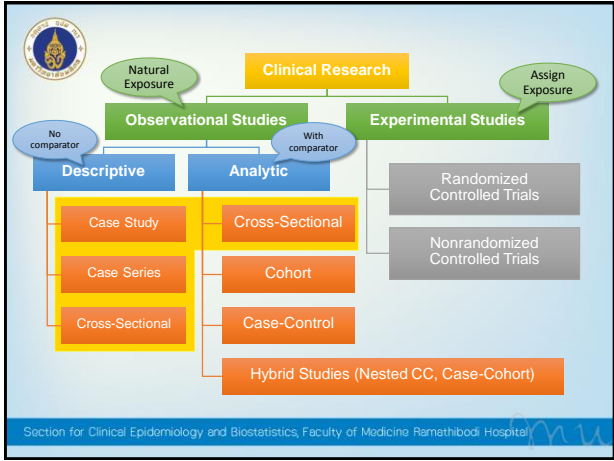 Clinical Research
Natural
Exposure
Assign
Exposure
Observational Studies
Experimental Studies
No
comparator
With
comparator
Descriptive
Analytic
Case Study
Case Series
Cross-Sectional
Cross-Sectional
Cohort
Case-Control
Hybrid Studies (Nested CC, Case-Cohort)
Randomized
Controlled Trials
Nonrandomized
Controlled Trials
Section for Clinical Epidemiology and Biostatistics, Faculty of Medicine Ramathibodi Hospital